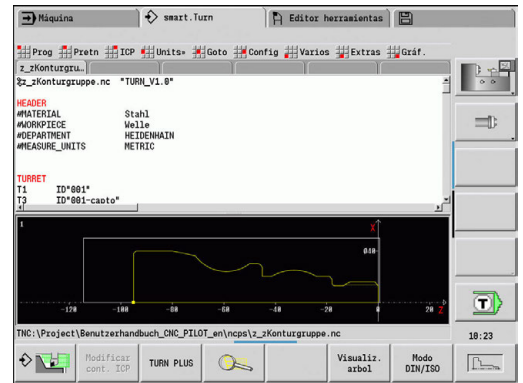 Máquina
smart.Turn
Editor herramientas
Prog Pretn ICP Units» Goto Config Varios Extras Gráf.
z_zKonturgru...
%z_zKonturgruppe.nc "TURN_V1.0"
HEADER
#MATERIAL Stahl
#WORKPIECE Welle
#DEPARTMENT HEIDENHAIN
#MEASURE_UNITS METRIC
TURRET
T1 ID"001"
T3 ID"001-capto"
1
X
-120 -100 -80 -60 -40 -20 0 20 Z
TNC:\Project\Benutzerhandbuch_CNC_PILOT_en\ncps\z_zKonturgruppe.nc
T
10:23
Modificar cont. ICP
TURN PLUS
Visualiz. arbol
Modo DIN/ISO